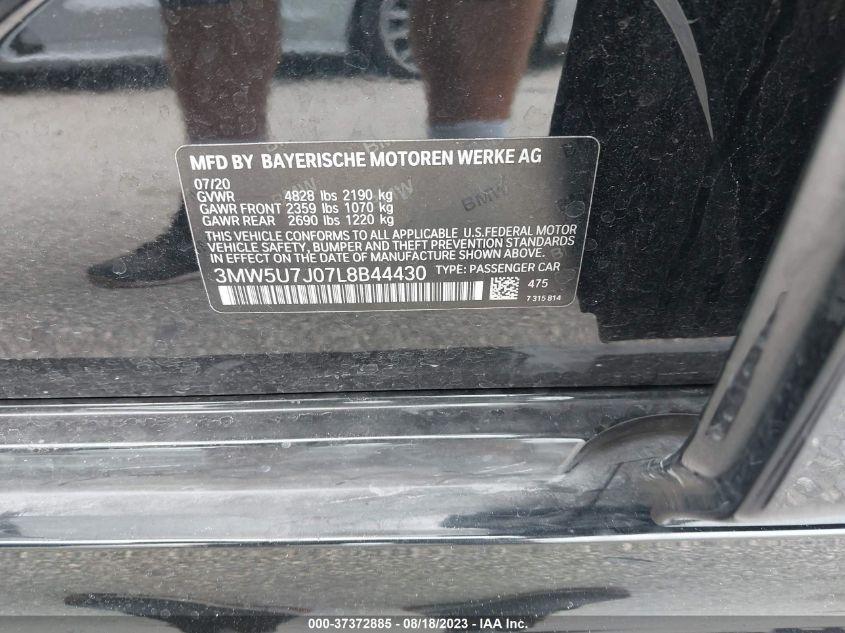 MFD BY BAYERISCHE MOTOREN WERKE AG
07/20
GVWR 4828 lbs 2190 kg
GAWR FRONT 2359 lbs 1070 kg
GAWR REAR 2690 lbs 1220 kg
THIS VEHICLE CONFORMS TO ALL APPLICABLE U.S.FEDERAL MOTOR
VEHICLE SAFETY, BUMPER AND THEFT PREVENTION STANDARDS
IN EFFECT ON THE DATE OF MANUFACTURE SHOWN ABOVE.
3MW5U7J07L8B44430 TYPE: PASSENGER CAR
475
7 315 814
000-37372885 - 08/18/2023 - © IAA Inc.